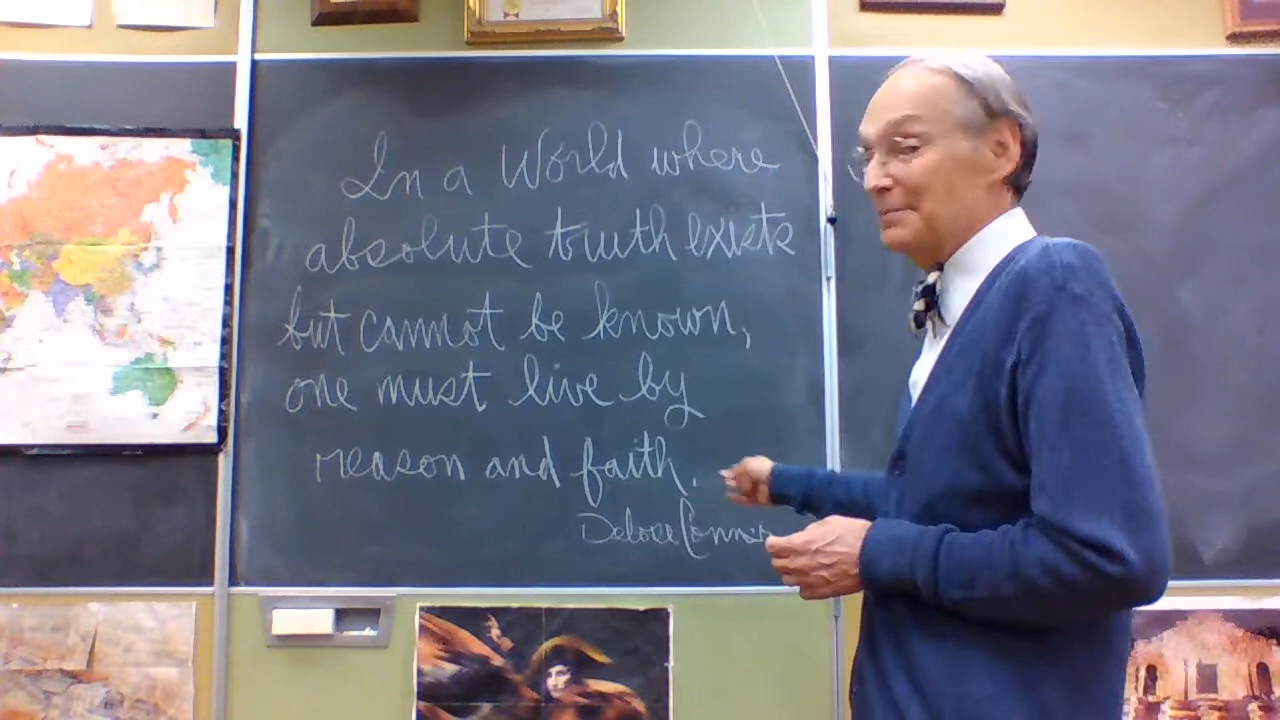 In a World where
absolute truth exists
but cannot be known,
one must live by
reason and faith.